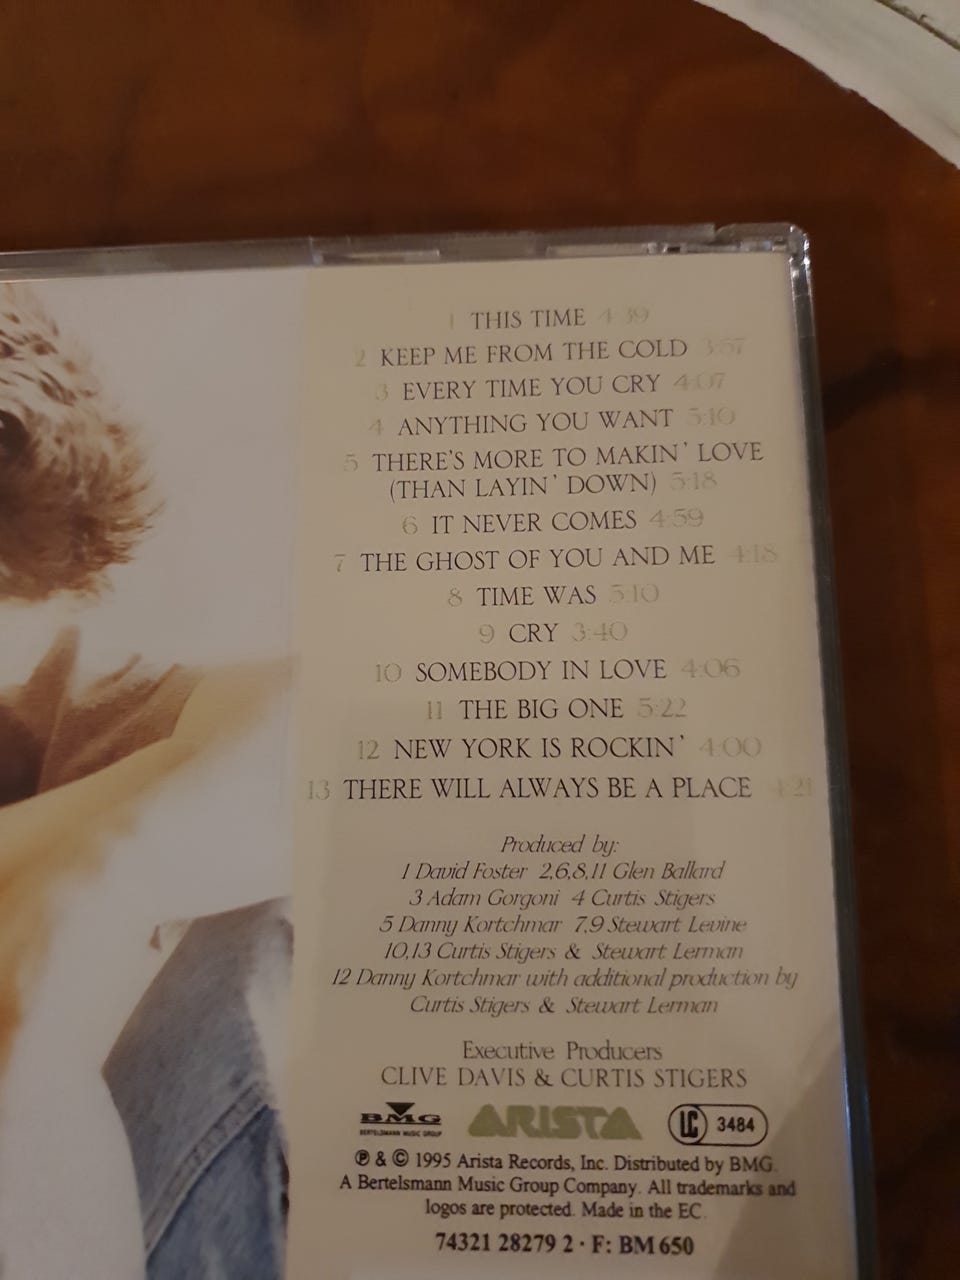 1 THIS TIME 4:39
2 KEEP ME FROM THE COLD 3:57
3 EVERY TIME YOU CRY 4:07
4 ANYTHING YOU WANT 5:10
5 THERE'S MORE TO MAKIN' LOVE
(THAN LAYIN' DOWN) 5:18
6 IT NEVER COMES 4:59
7 THE GHOST OF YOU AND ME 4:18
8 TIME WAS 5:10
9 CRY 3:40
10 SOMEBODY IN LOVE 4:06
11 THE BIG ONE 5:22
12 NEW YORK IS ROCKIN' 4:00
13 THERE WILL ALWAYS BE A PLACE 4:21
Produced by:
1 David Foster 2,6,8,11 Glen Ballard
3 Adam Gorgoni 4 Curtis Stigers
5 Danny Kortchmar 7,9 Stewart Levine
10,13 Curtis Stigers & Stewart Lerman
12 Danny Kortchmar with additional production by
Curtis Stigers & Stewart Lerman
Executive Producers
CLIVE DAVIS & CURTIS STIGERS
BMG
BERTELSMANN MUSIC GROUP
ARISTA
LC 3484
℗ & © 1995 Arista Records, Inc. Distributed by BMG.
A Bertelsmann Music Group Company. All trademarks and
logos are protected. Made in the EC.
74321 28279 2 · F: BM 650